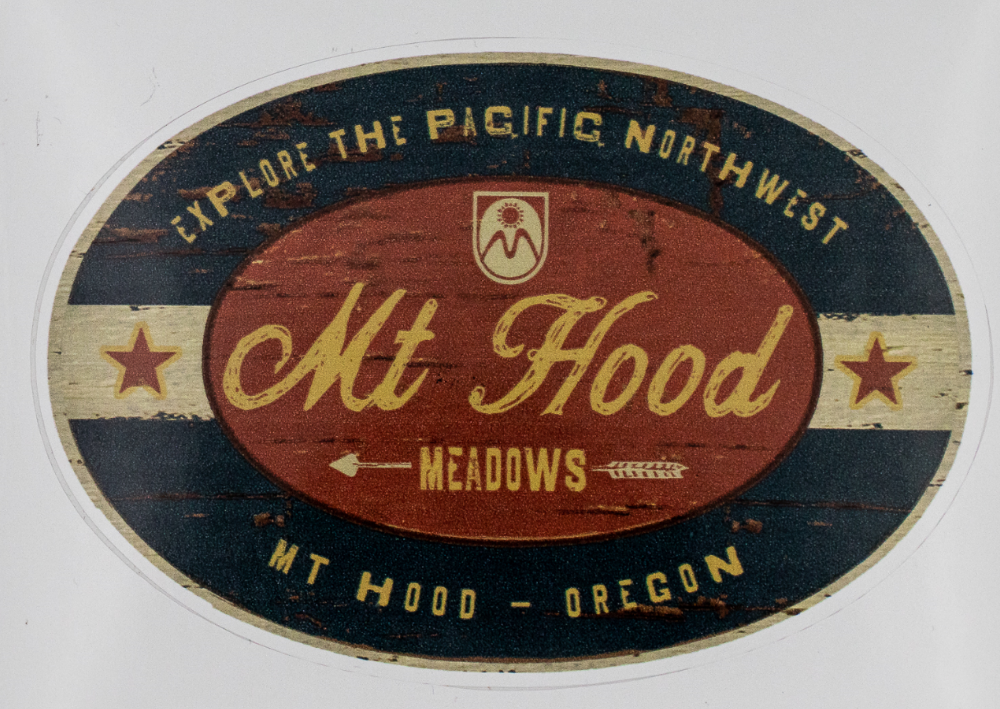 EXPLORE THE PACIFIC NORTHWEST
Mt Hood
MEADOWS
MT HOOD - OREGON